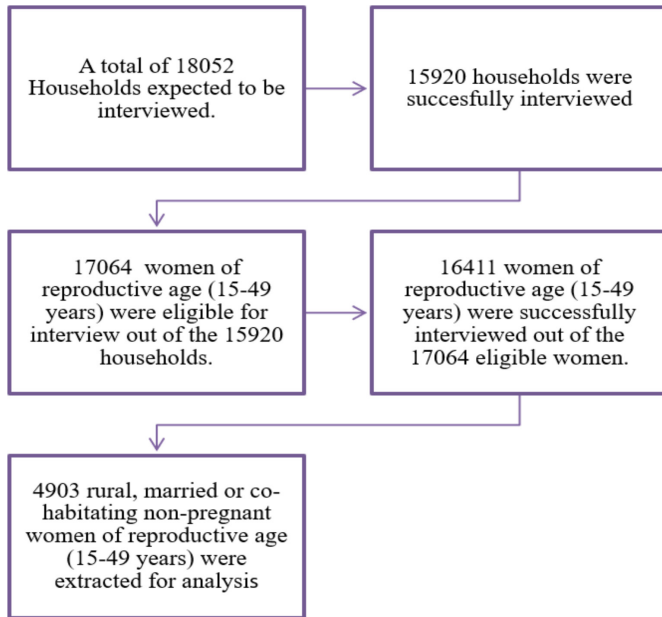 A total of 18052
Households expected to be
interviewed.
15920 households were
succesfully interviewed
17064 women of
reproductive age (15-49
years) were eligible for
interview out of the 15920
households.
16411 women of
reproductive age (15-49
years) were successfully
interviewed out of the
17064 eligible women.
4903 rural, married or co-
habitating non-pregnant
women of reproductive age
(15-49 years) were
extracted for analysis